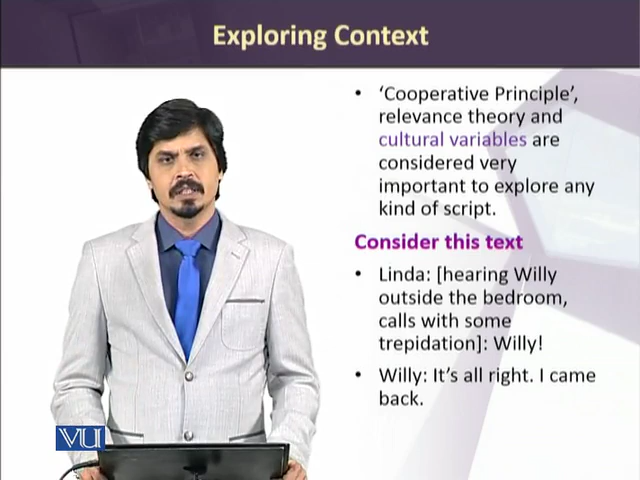 Exploring Context
• ‘Cooperative Principle’,
relevance theory and
cultural variables are
considered very
important to explore any
kind of script.
Consider this text
• Linda: [hearing Willy
outside the bedroom,
calls with some
trepidation]: Willy!
• Willy: It’s all right. I came
back.
VU